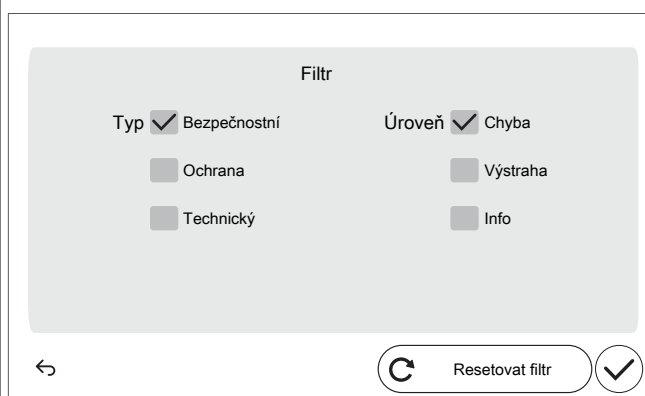 Filtr
Typ Bezpečnostní Úroveň Chyba
Ochrana Výstraha
Technický Info
Resetovat filtr